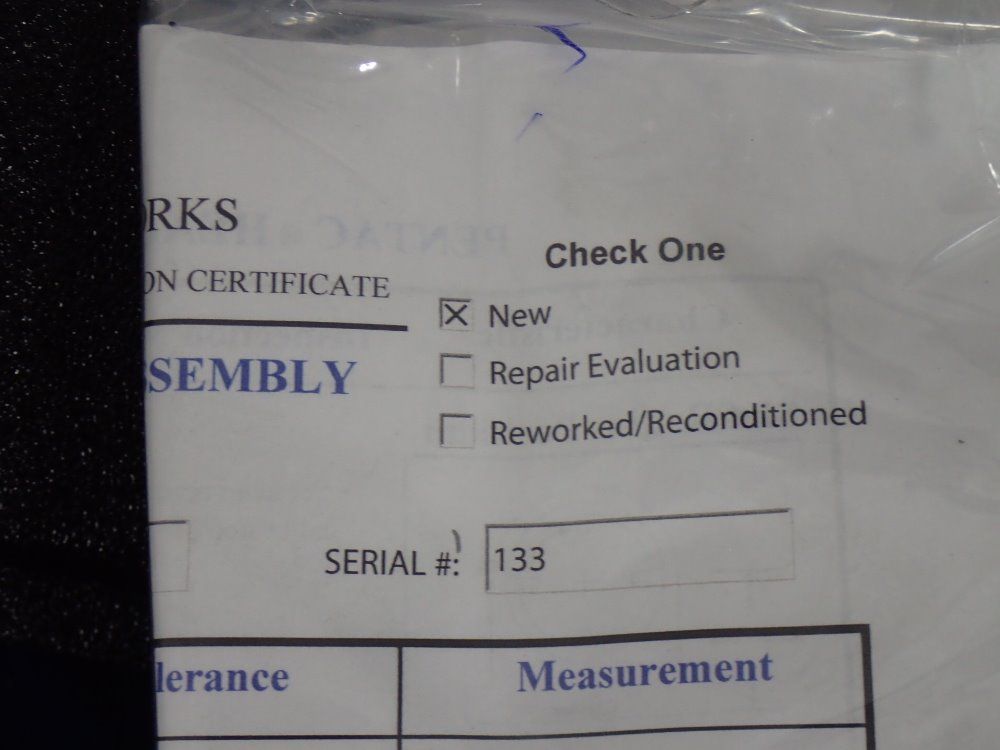 RKS
Check One
ON CERTIFICATE
☒ New
SEMBLY
Repair Evaluation
Reworked/Reconditioned
SERIAL #: 133
lerance Measurement